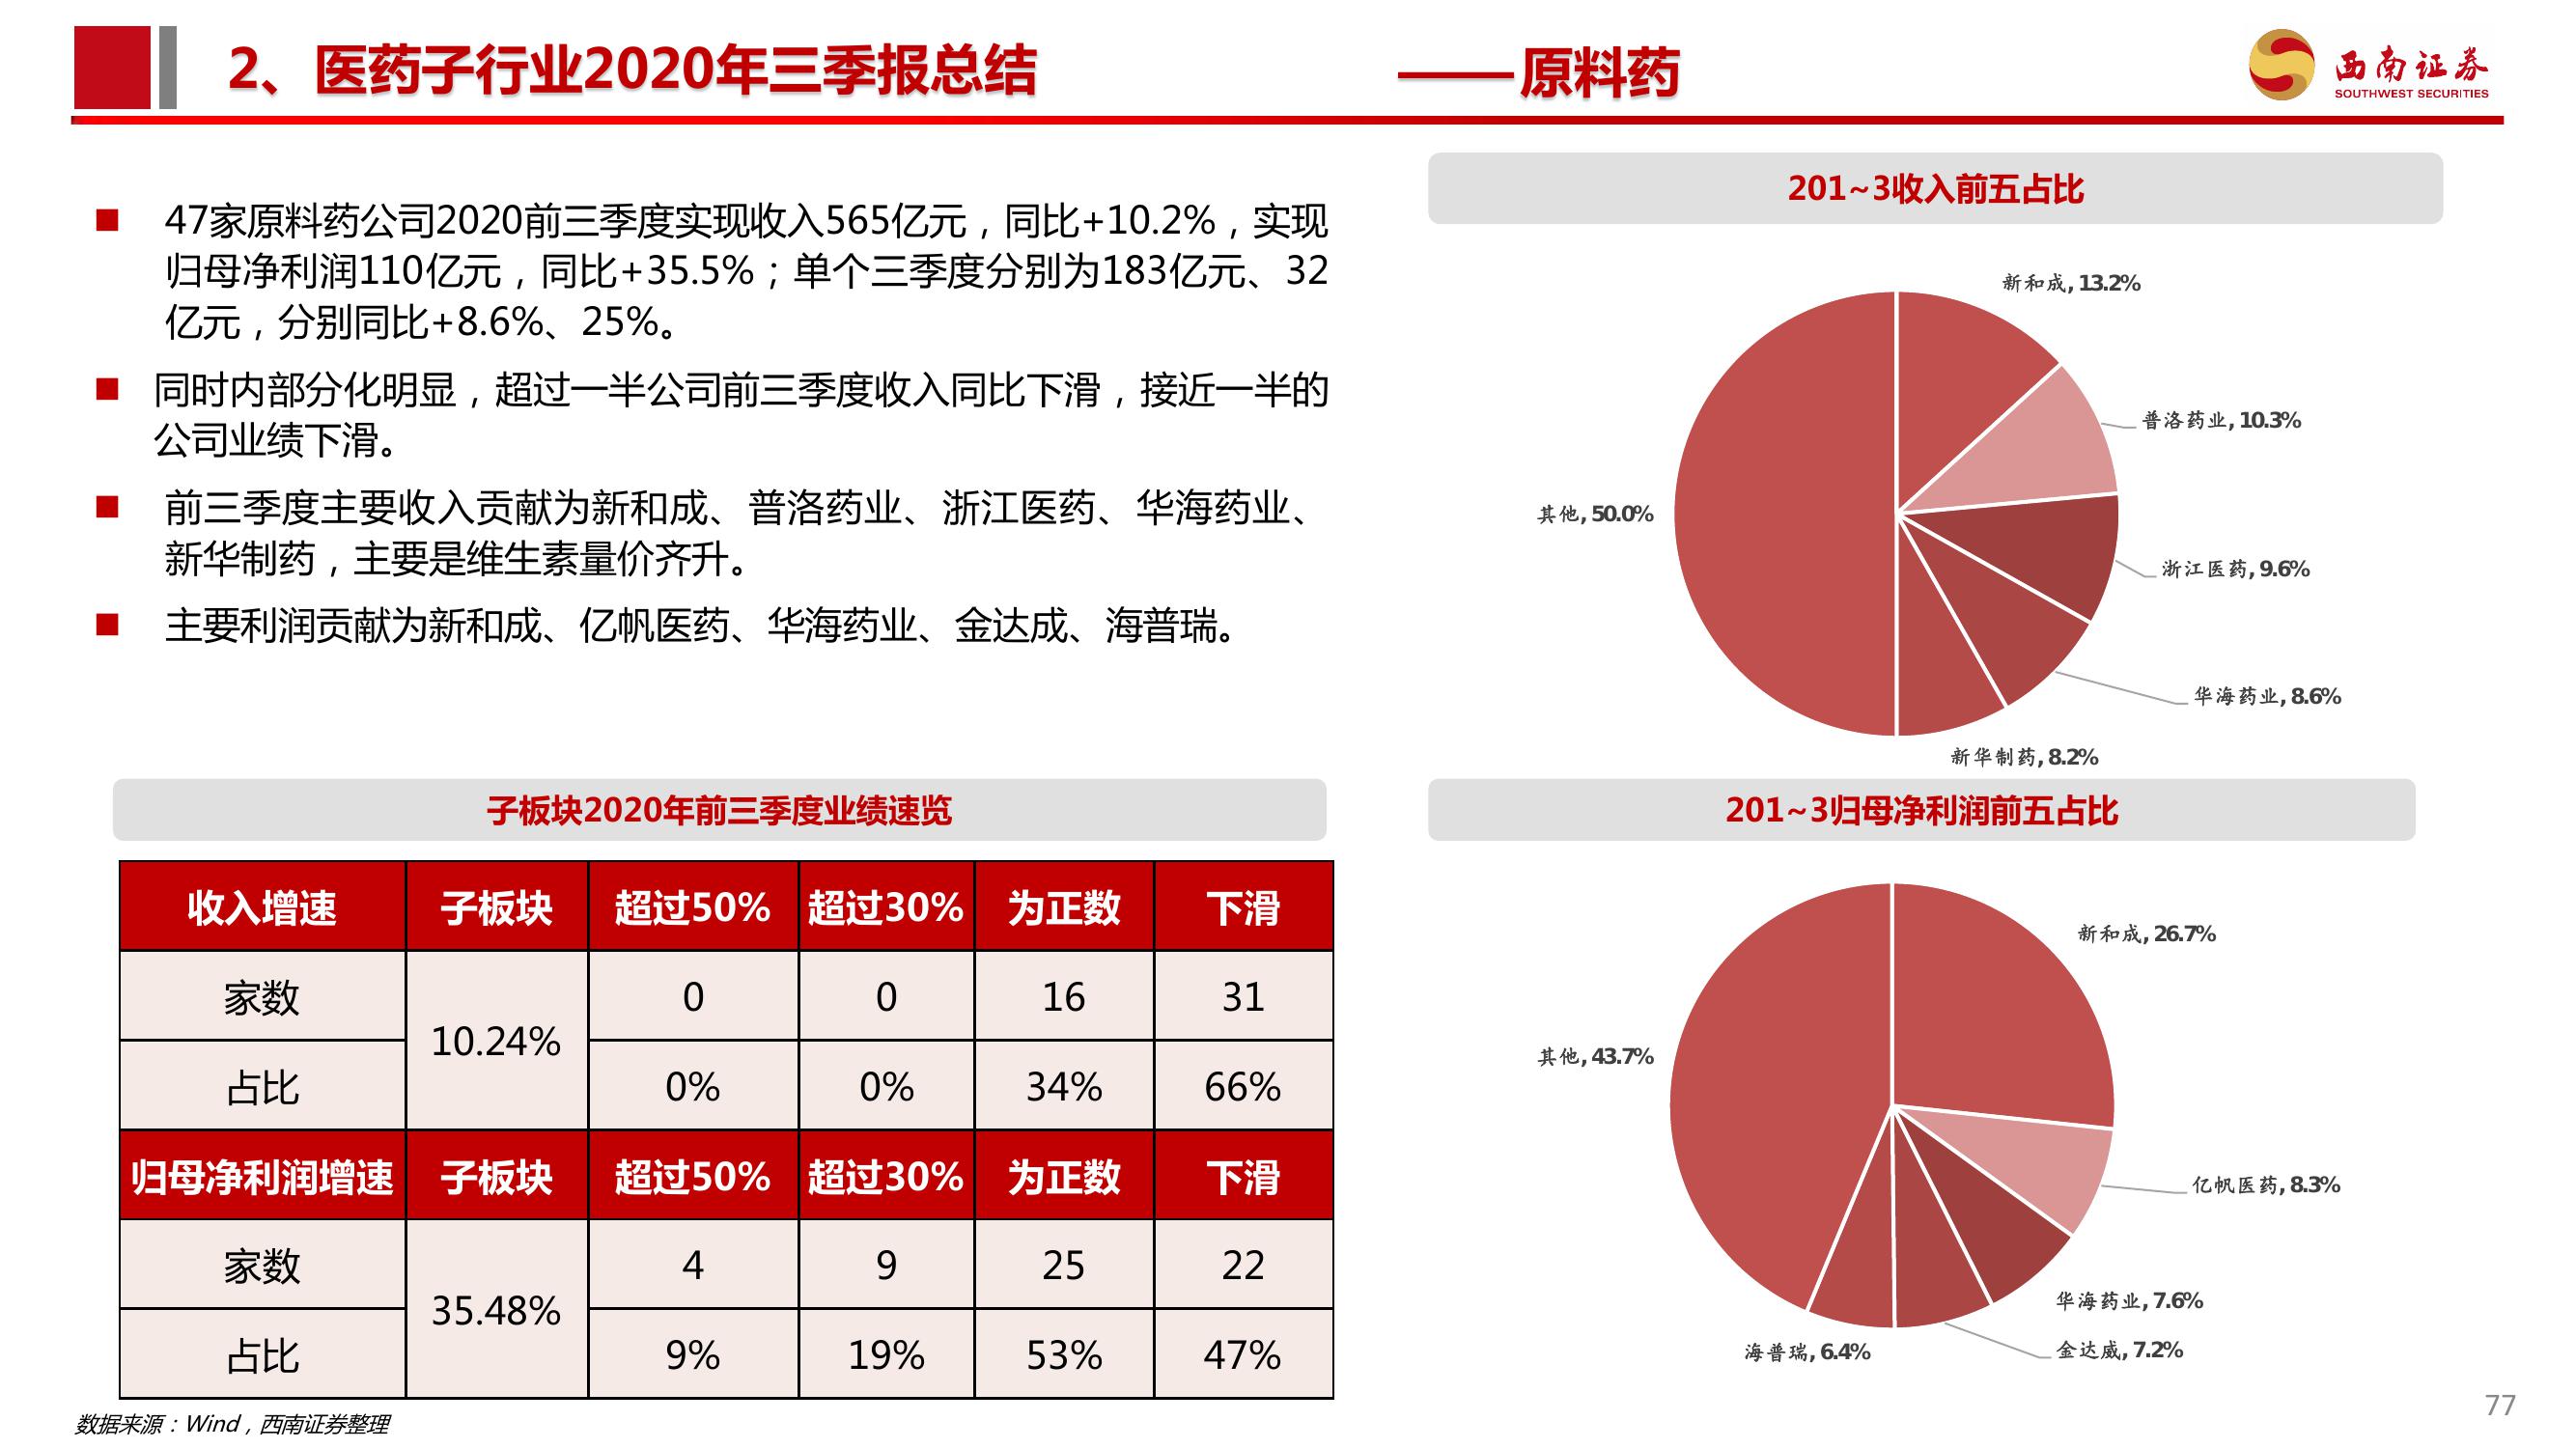 2、医药子行业2020年三季报总结
——原料药
西南证券
SOUTHWEST SECURITIES
47家原料药公司2020前三季度实现收入565亿元，同比+10.2%，实现
归母净利润110亿元，同比+35.5%；单个三季度分别为183亿元、32
亿元，分别同比+8.6%、25%。
同时内部分化明显，超过一半公司前三季度收入同比下滑，接近一半的
公司业绩下滑。
前三季度主要收入贡献为新和成、普洛药业、浙江医药、华海药业、
新华制药，主要是维生素量价齐升。
主要利润贡献为新和成、亿帆医药、华海药业、金达成、海普瑞。
201~3收入前五占比
新和成, 13.2%
普洛药业, 10.3%
浙江医药, 9.6%
华海药业, 8.6%
新华制药, 8.2%
其他, 50.0%
子板块2020年前三季度业绩速览
收入增速 子板块 超过50% 超过30% 为正数 下滑
家数 10.24% 0 0 16 31
占比 0% 0% 34% 66%
归母净利润增速 子板块 超过50% 超过30% 为正数 下滑
家数 35.48% 4 9 25 22
占比 9% 19% 53% 47%
201~3归母净利润前五占比
新和成, 26.7%
亿帆医药, 8.3%
华海药业, 7.6%
金达威, 7.2%
海普瑞, 6.4%
其他, 43.7%
数据来源：Wind，西南证券整理
77